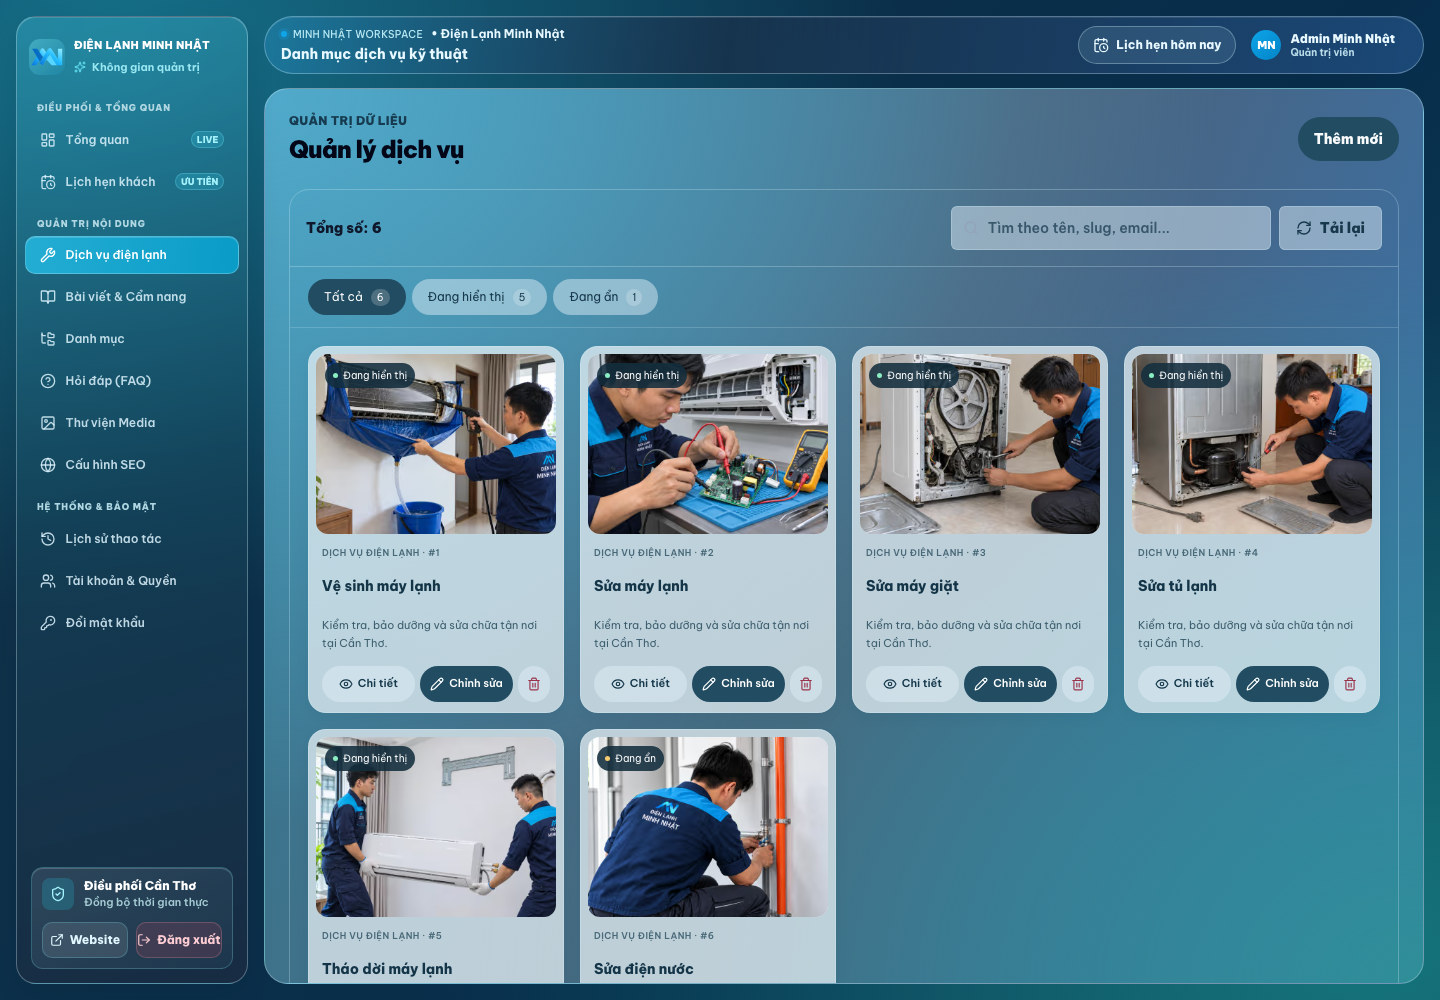 ĐIỆN LẠNH MINH NHẬT
Không gian quản trị
ĐIỀU PHỐI & TỔNG QUAN
Tổng quan
LIVE
Lịch hẹn khách
ƯU TIÊN
QUẢN TRỊ NỘI DUNG
Dịch vụ điện lạnh
Bài viết & Cẩm nang
Danh mục
Hỏi đáp (FAQ)
Thư viện Media
Cấu hình SEO
HỆ THỐNG & BẢO MẬT
Lịch sử thao tác
Tài khoản & Quyền
Đổi mật khẩu
Điều phối Cần Thơ
Đồng bộ thời gian thực
Website
Đăng xuất
MINH NHẬT WORKSPACE • Điện Lạnh Minh Nhật
Danh mục dịch vụ kỹ thuật
Lịch hẹn hôm nay
MN
Admin Minh Nhật
Quản trị viên
QUẢN TRỊ DỮ LIỆU
Quản lý dịch vụ
Thêm mới
Tổng số: 6
Tìm theo tên, slug, email...
Tải lại
Tất cả 6
Đang hiển thị 5
Đang ẩn 1
Đang hiển thị
ĐIỆN LẠNH
MINH NHẬT
DỊCH VỤ ĐIỆN LẠNH · #1
Vệ sinh máy lạnh
Kiểm tra, bảo dưỡng và sửa chữa tận nơi
tại Cần Thơ.
Chi tiết
Chỉnh sửa
Đang hiển thị
DỊCH VỤ ĐIỆN LẠNH · #2
Sửa máy lạnh
Kiểm tra, bảo dưỡng và sửa chữa tận nơi
tại Cần Thơ.
Chi tiết
Chỉnh sửa
Đang hiển thị
DỊCH VỤ ĐIỆN LẠNH · #3
Sửa máy giặt
Kiểm tra, bảo dưỡng và sửa chữa tận nơi
tại Cần Thơ.
Chi tiết
Chỉnh sửa
Đang hiển thị
DỊCH VỤ ĐIỆN LẠNH · #4
Sửa tủ lạnh
Kiểm tra, bảo dưỡng và sửa chữa tận nơi
tại Cần Thơ.
Chi tiết
Chỉnh sửa
Đang hiển thị
DỊCH VỤ ĐIỆN LẠNH · #5
Tháo dời máy lạnh
Đang ẩn
ĐIỆN LẠNH
MINH NHẬT
DỊCH VỤ ĐIỆN LẠNH · #6
Sửa điện nước